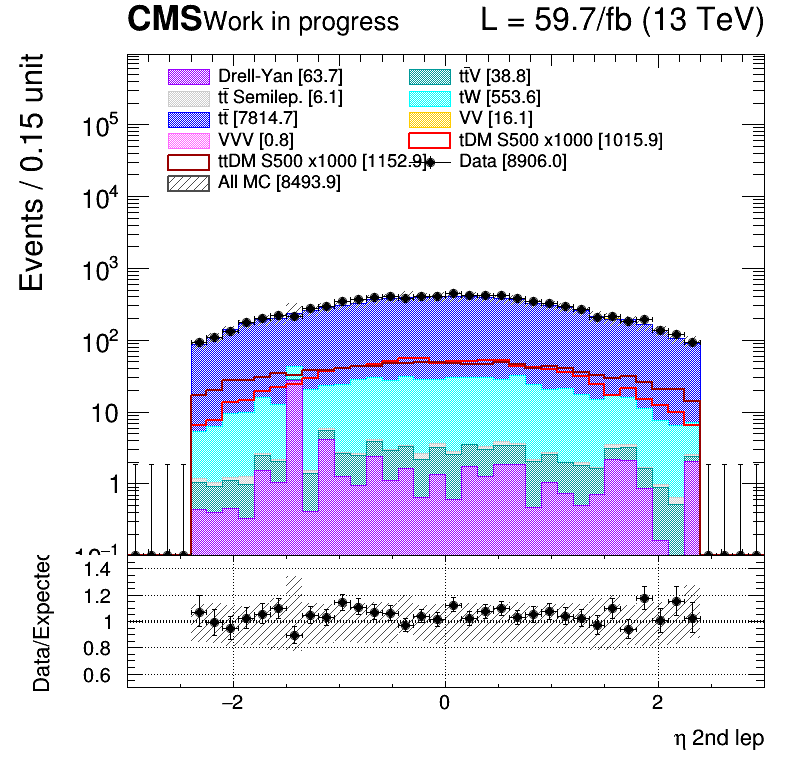 CMS Work in progress L = 59.7/fb (13 TeV)
Events / 0.15 unit
Drell-Yan [63.7] tt̄V [38.8]
tt̄ Semilep. [6.1] tW [553.6]
tt̄ [7814.7] VV [16.1]
VVV [0.8] tDM S500 x1000 [1015.9]
ttDM S500 x1000 [1152.9] Data [8906.0]
All MC [8493.9]
10⁵
10⁴
10³
10²
10
1
10⁻¹
Data/Expected
1.4
1.2
1
0.8
0.6
−2 0 2
η 2nd lep